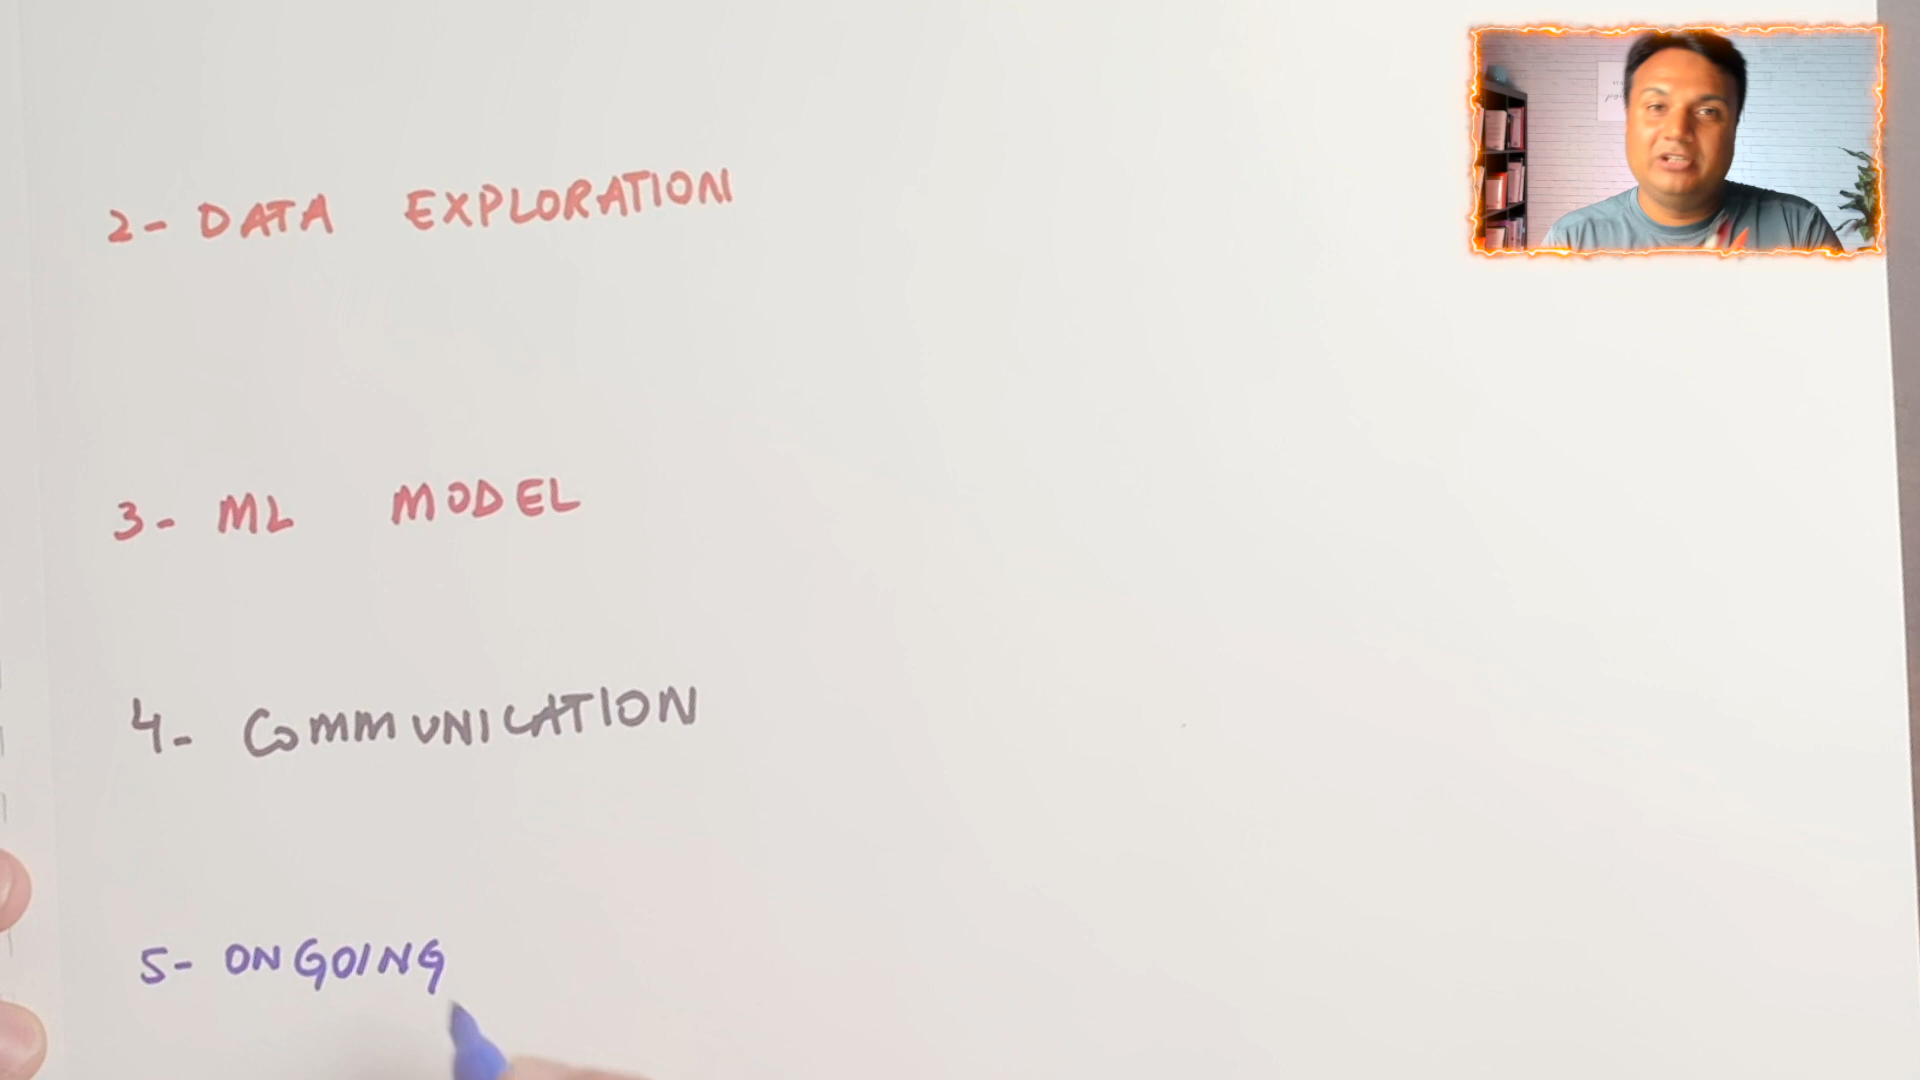 2- DATA EXPLORATION
3- ML MODEL
4- COMMUNICATION
5- ONGOING